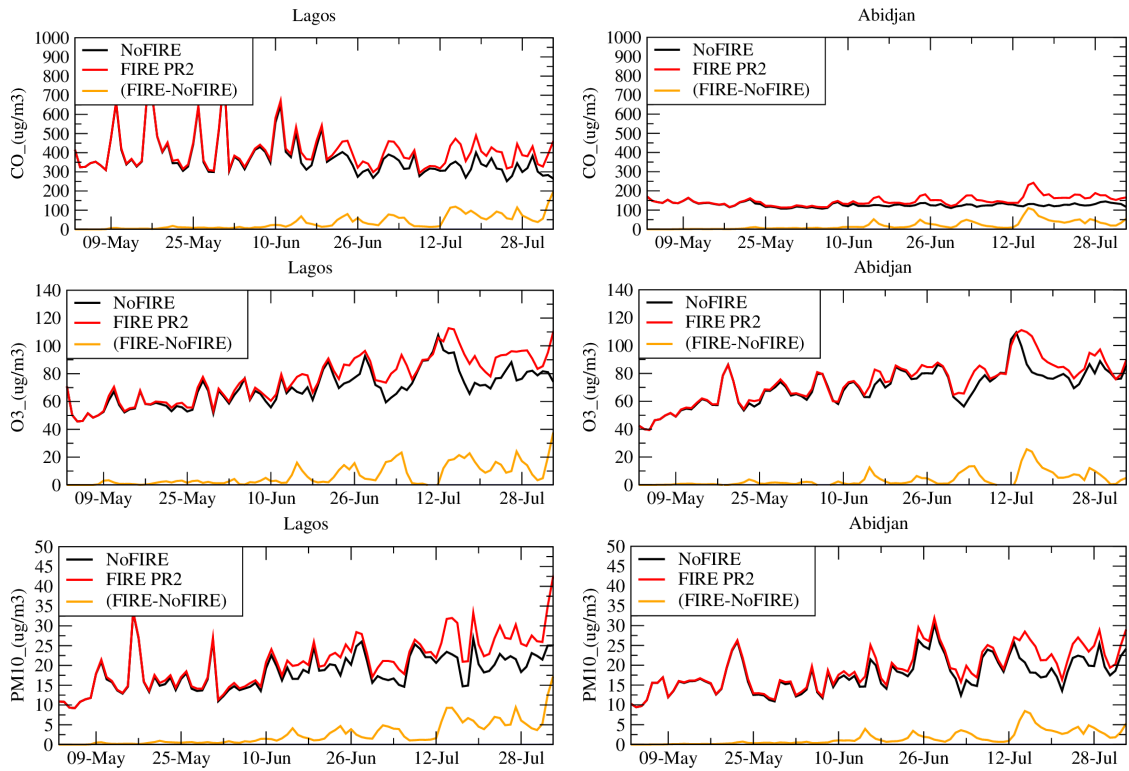 Lagos
1000
900
800
700
600
500
400
300
200
100
0
CO_(ug/m3)
NoFIRE
FIRE PR2
(FIRE-NoFIRE)
09-May 25-May 10-Jun 26-Jun 12-Jul 28-Jul
Abidjan
1000
900
800
700
600
500
400
300
200
100
0
CO_(ug/m3)
NoFIRE
FIRE PR2
(FIRE-NoFIRE)
09-May 25-May 10-Jun 26-Jun 12-Jul 28-Jul
Lagos
140
120
100
80
60
40
20
0
O3_(ug/m3)
NoFIRE
FIRE PR2
(FIRE-NoFIRE)
09-May 25-May 10-Jun 26-Jun 12-Jul 28-Jul
Abidjan
140
120
100
80
60
40
20
0
O3_(ug/m3)
NoFIRE
FIRE PR2
(FIRE-NoFIRE)
09-May 25-May 10-Jun 26-Jun 12-Jul 28-Jul
Lagos
50
45
40
35
30
25
20
15
10
5
0
PM10_(ug/m3)
NoFIRE
FIRE PR2
(FIRE-NoFIRE)
09-May 25-May 10-Jun 26-Jun 12-Jul 28-Jul
Abidjan
50
45
40
35
30
25
20
15
10
5
0
PM10_(ug/m3)
NoFIRE
FIRE PR2
(FIRE-NoFIRE)
09-May 25-May 10-Jun 26-Jun 12-Jul 28-Jul